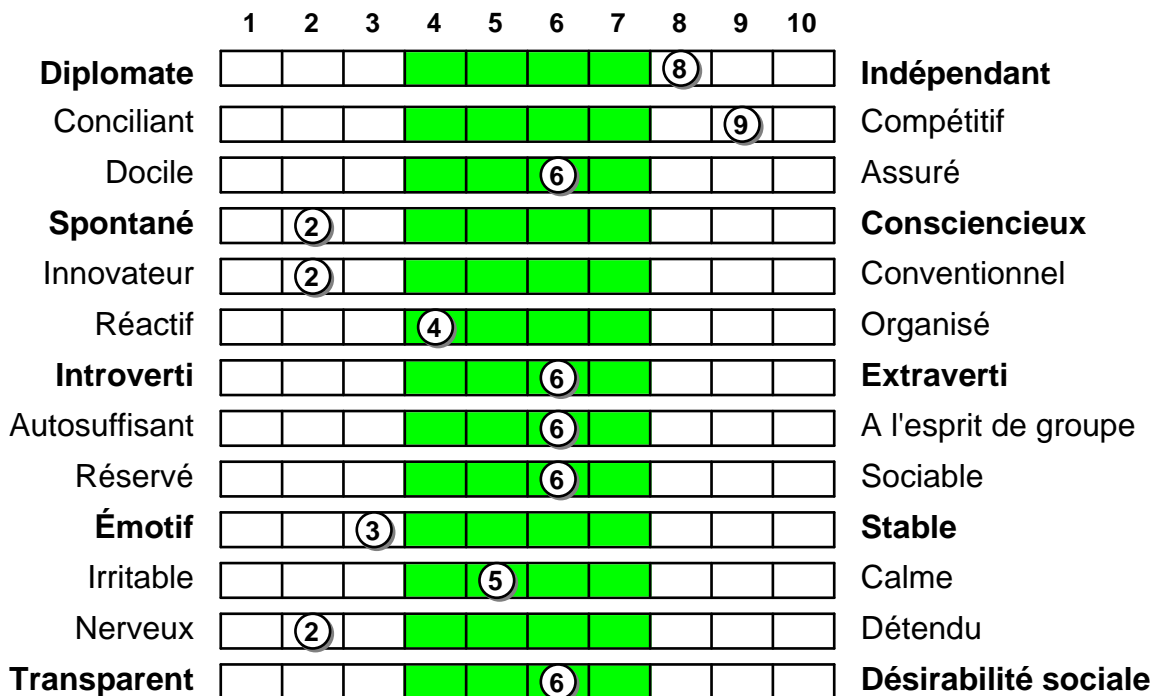 1 2 3 4 5 6 7 8 9 10
Diplomate 8 Indépendant
Conciliant 9 Compétitif
Docile 6 Assuré
Spontané 2 Consciencieux
Innovateur 2 Conventionnel
Réactif 4 Organisé
Introverti 6 Extraverti
Autosuffisant 6 A l'esprit de groupe
Réservé 6 Sociable
Émotif 3 Stable
Irritable 5 Calme
Nerveux 2 Détendu
Transparent 6 Désirabilité sociale